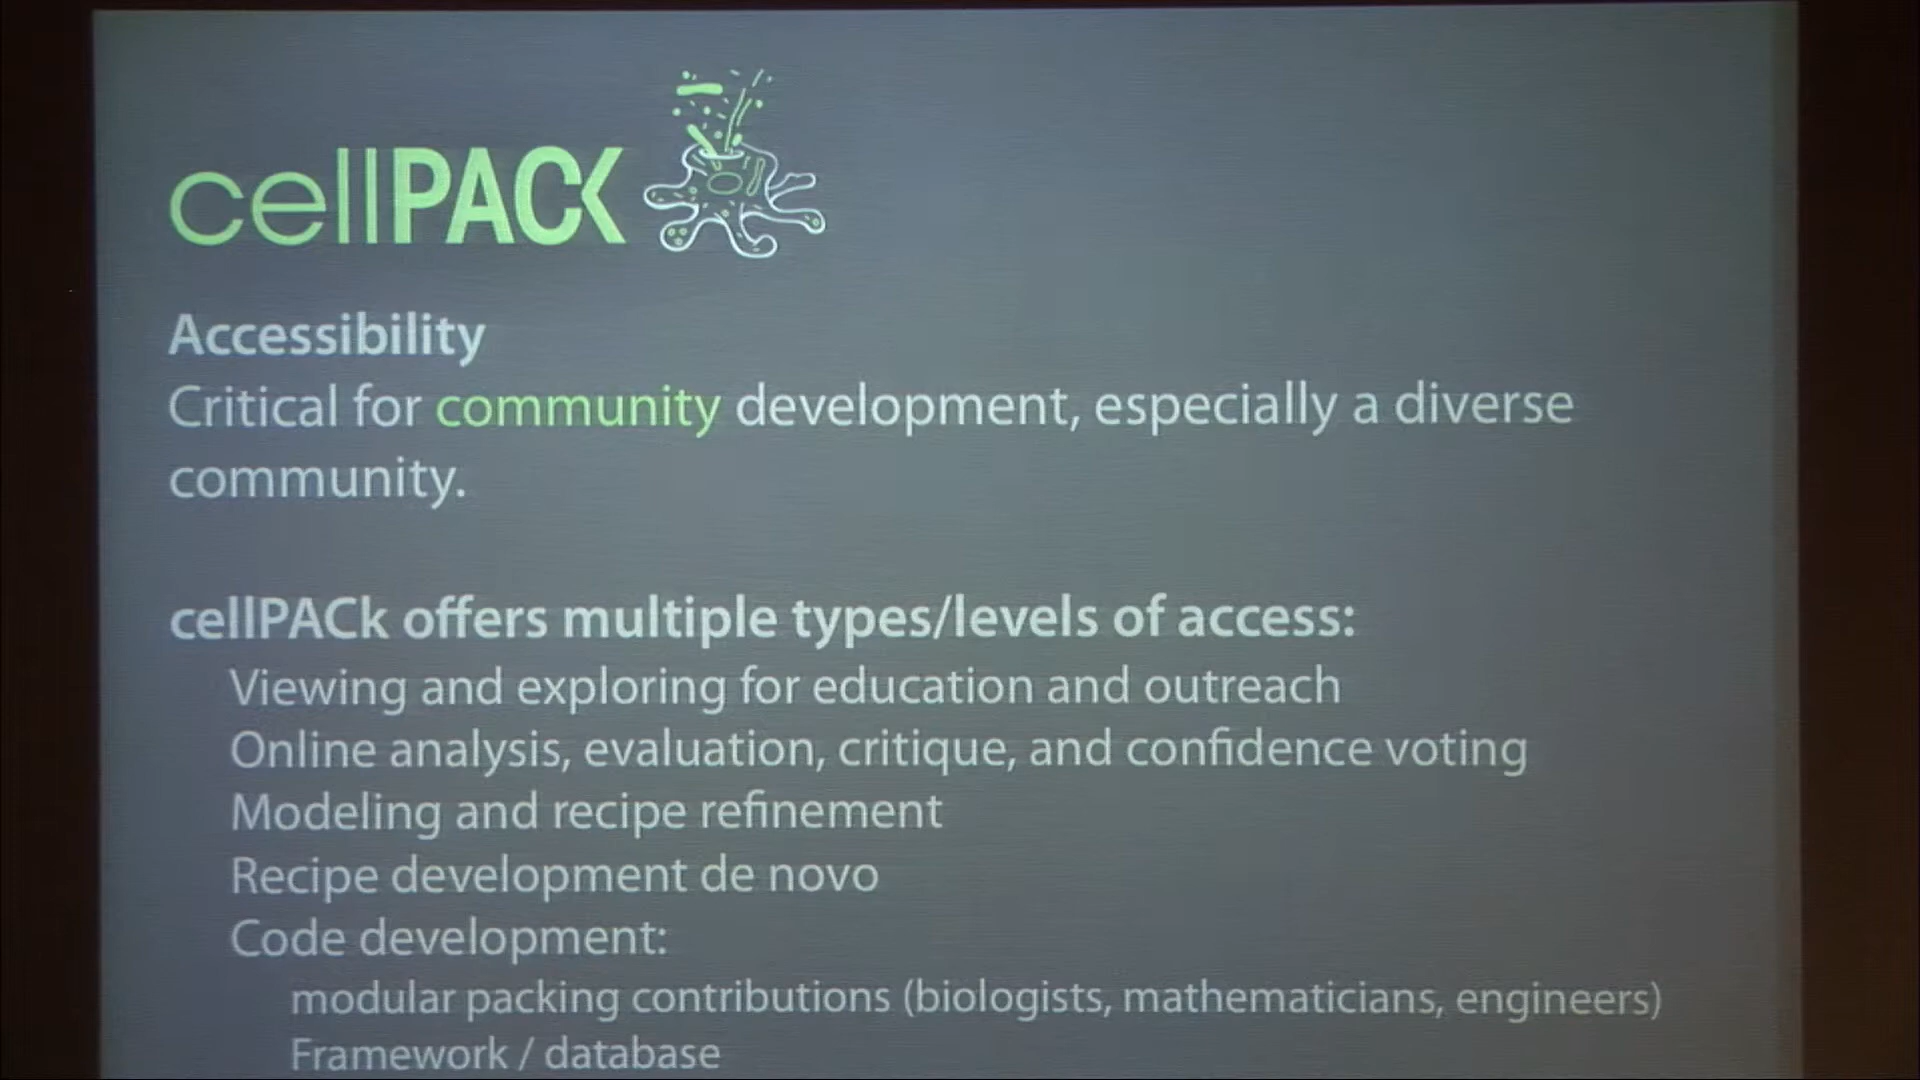 cellPACK
Accessibility
Critical for community development, especially a diverse
community.
cellPACk offers multiple types/levels of access:
Viewing and exploring for education and outreach
Online analysis, evaluation, critique, and confidence voting
Modeling and recipe refinement
Recipe development de novo
Code development:
modular packing contributions (biologists, mathematicians, engineers)
Framework / database